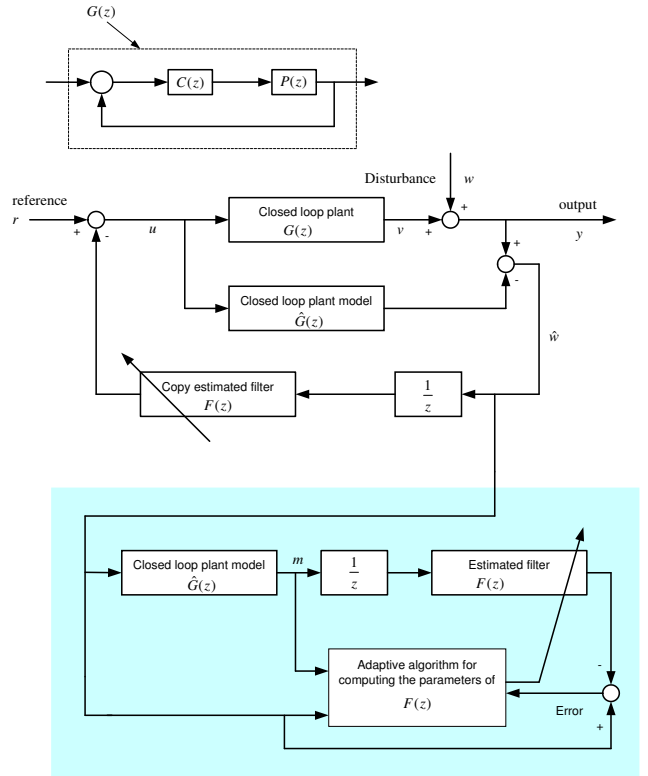 G(z)
C(z)
P(z)
Disturbance w
reference
r
+
-
u
Closed loop plant
G(z)
v
+
+
output
y
+
-
Closed loop plant model
Ĝ(z)
ŵ
Copy estimated filter
F(z)
1
z
Closed loop plant model
Ĝ(z)
m
1
z
Estimated filter
F(z)
-
Adaptive algorithm for
computing the parameters of
F(z)
Error
+